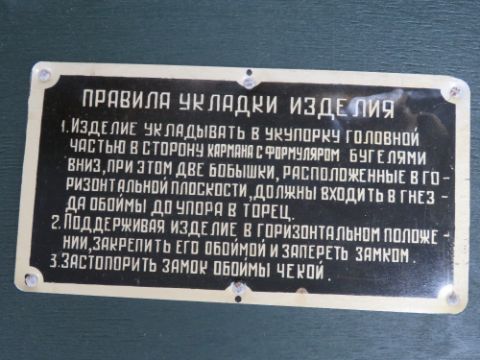 ПРАВИЛА УКЛАДКИ ИЗДЕЛИЯ
1. ИЗДЕЛИЕ УКЛАДЫВАТЬ В УКУПОРКУ ГОЛОВНОЙ
ЧАСТЬЮ В СТОРОНУ КАРМАНА С ФОРМУЛЯРОМ БУГЕЛЯМИ
ВНИЗ, ПРИ ЭТОМ ДВЕ БОБЫШКИ, РАСПОЛОЖЕННЫЕ В ГО-
РИЗОНТАЛЬНОЙ ПЛОСКОСТИ, ДОЛЖНЫ ВХОДИТЬ В ГНЕЗ-
ДА ОБОЙМЫ ДО УПОРА В ТОРЕЦ.
2. ПОДДЕРЖИВАЯ ИЗДЕЛИЕ В ГОРИЗОНТАЛЬНОМ ПОЛОЖЕ-
НИИ, ЗАКРЕПИТЬ ЕГО ОБОЙМОЙ И ЗАПЕРЕТЬ ЗАМКОМ.
3. ЗАСТОПОРИТЬ ЗАМОК ОБОЙМЫ ЧЕКОЙ.